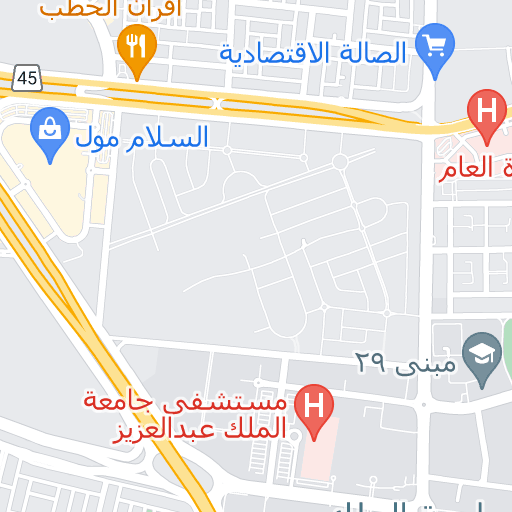 افران الحطب
الصالة الاقتصادية
45
السلام مول
ة العام
مبنى ٢٩
مستشفى جامعة
الملك عبدالعزيز